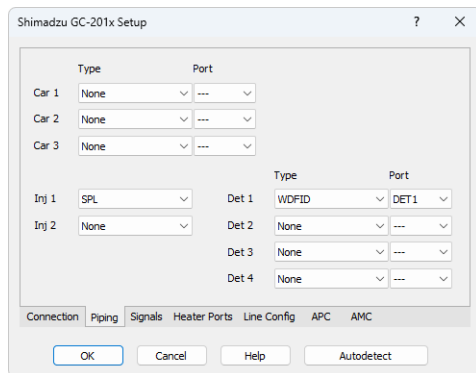 Shimadzu GC-201x Setup ? ×
Type Port
Car 1 None ---
Car 2 None ---
Car 3 None ---
Type Port
Inj 1 SPL Det 1 WDFID DET1
Inj 2 None Det 2 None ---
Det 3 None ---
Det 4 None ---
Connection Piping Signals Heater Ports Line Config APC AMC
OK Cancel Help Autodetect